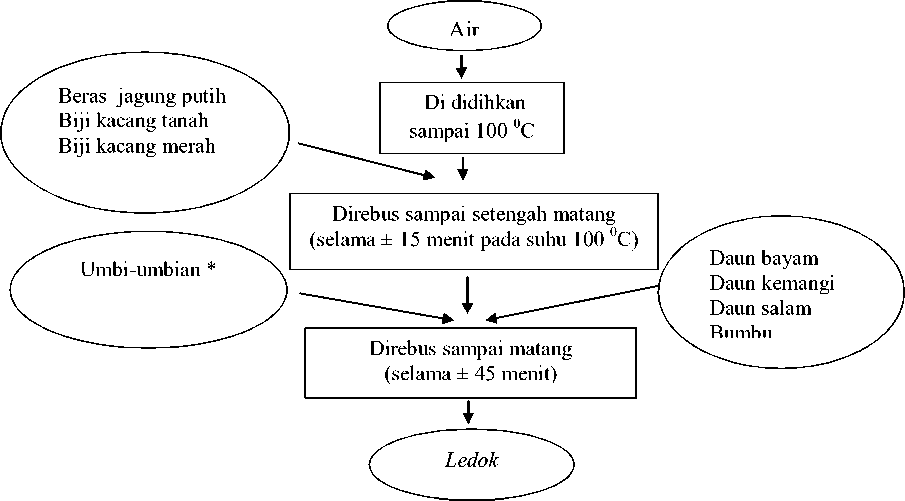 Air
Di didihkan
sampai 100 ⁰C
Beras jagung putih
Biji kacang tanah
Biji kacang merah
Direbus sampai setengah matang
(selama ± 15 menit pada suhu 100 ⁰C)
Umbi-umbian *
Daun bayam
Daun kemangi
Daun salam
Bumbu
Direbus sampai matang
(selama ± 45 menit)
Ledok